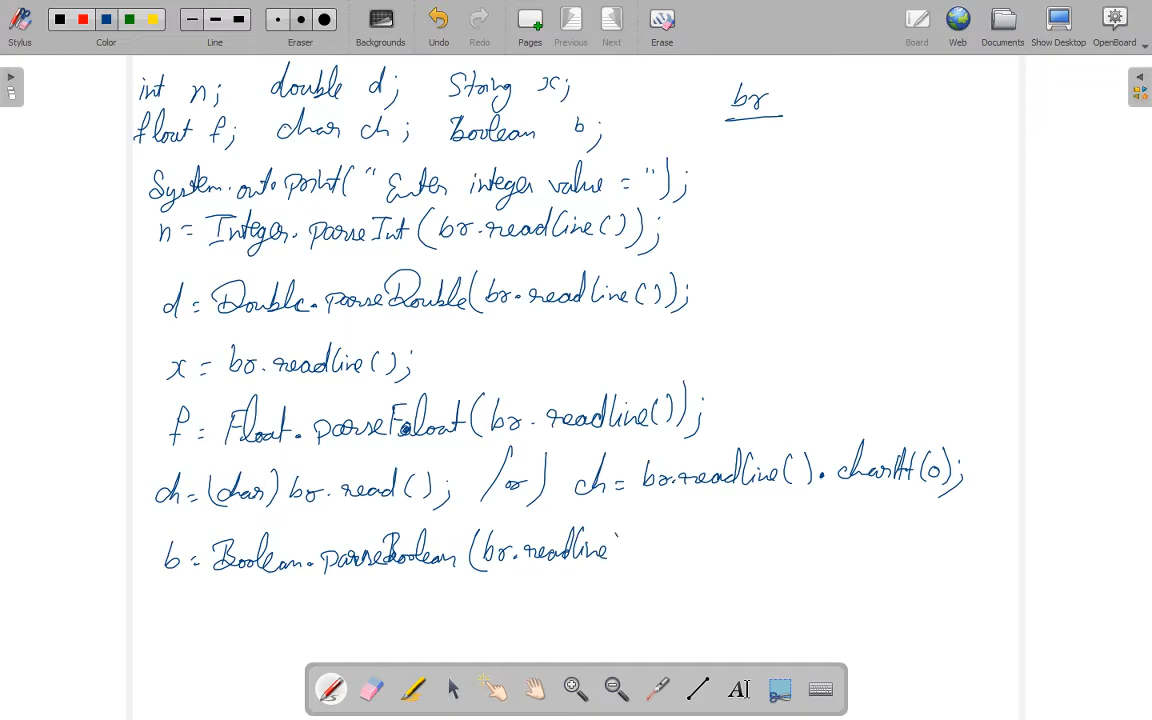 Stylus Color Line Eraser Backgrounds Undo Redo Pages Previous Next Erase Board Web Documents Show Desktop OpenBoard
int n; double d; String x; br
float f; char ch; Boolean b;
System.out.print("Enter integer value = ");
n = Integer.parseInt(br.readLine());
d = Double.parseDouble(br.readLine());
x = br.readLine();
f = Float.parseFloat(br.readLine());
ch = (char) br.read(); /or/ ch = br.readLine().charAt(0);
b = Boolean.parseBoolean (br.readLine